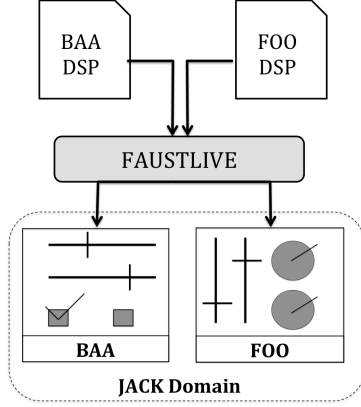 BAA
DSP
FOO
DSP
FAUSTLIVE
BAA
FOO
JACK Domain